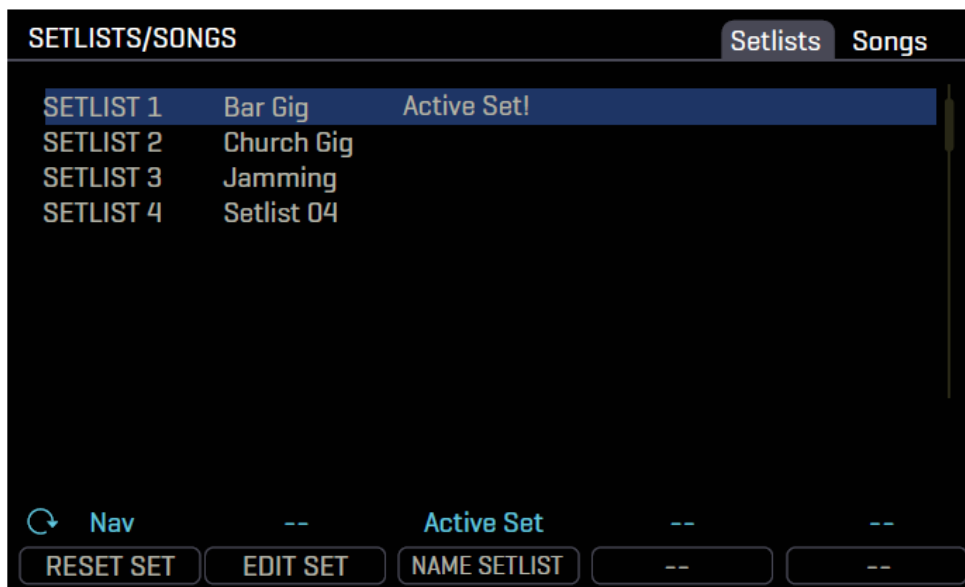 SETLISTS/SONGS Setlists Songs
SETLIST 1 Bar Gig Active Set!
SETLIST 2 Church Gig
SETLIST 3 Jamming
SETLIST 4 Setlist 04
Nav -- Active Set -- --
RESET SET EDIT SET NAME SETLIST -- --